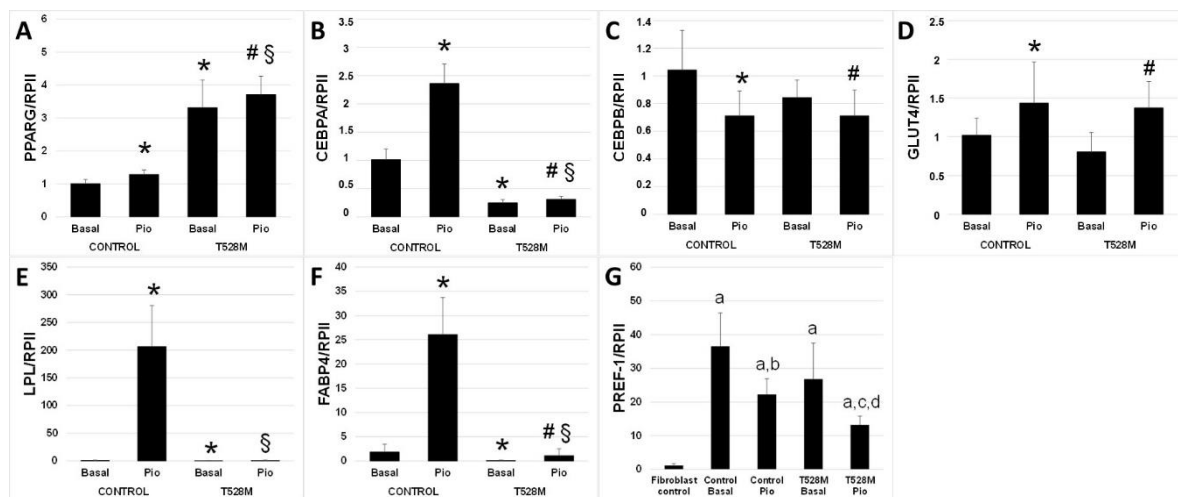 A
PPARG/RPII
6
5
4
3
2
1
0
*
*
# §
Basal Pio Basal Pio
CONTROL T528M
B
CEBPA/RPII
3.5
3
2.5
2
1.5
1
0.5
0
*
*
# §
Basal Pio Basal Pio
CONTROL T528M
C
CEBPB/RPII
1.4
1.2
1
0.8
0.6
0.4
0.2
0
*
#
Basal Pio Basal Pio
CONTROL T528M
D
GLUT4/RPII
2.5
2
1.5
1
0.5
0
*
#
Basal Pio Basal Pio
CONTROL T528M
E
LPL/RPII
350
300
250
200
150
100
50
0
*
*
§
Basal Pio Basal Pio
CONTROL T528M
F
FABP4/RPII
40
35
30
25
20
15
10
5
0
*
*
# §
Basal Pio Basal Pio
CONTROL T528M
G
PREF-1/RPII
60
50
40
30
20
10
0
a
a,b
a
a,c,d
Fibroblast Control Control T528M T528M
control Basal Pio Basal Pio